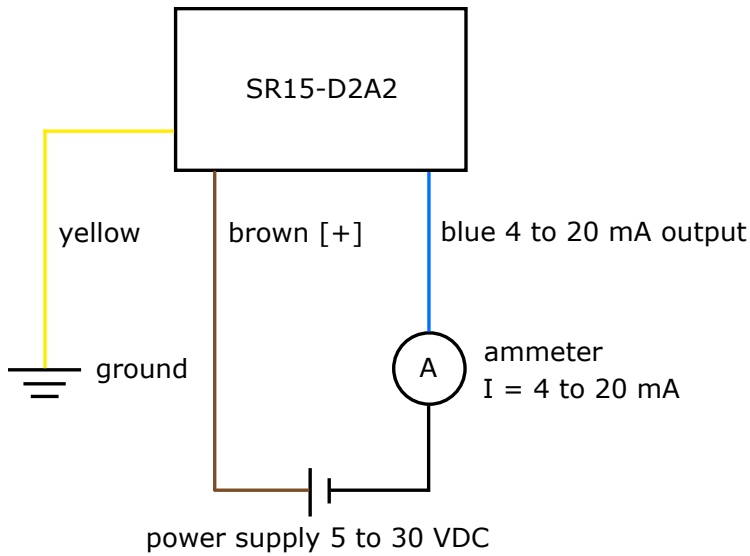 SR15-D2A2
yellow
brown [+]
blue 4 to 20 mA output
ground
A
ammeter
I = 4 to 20 mA
power supply 5 to 30 VDC